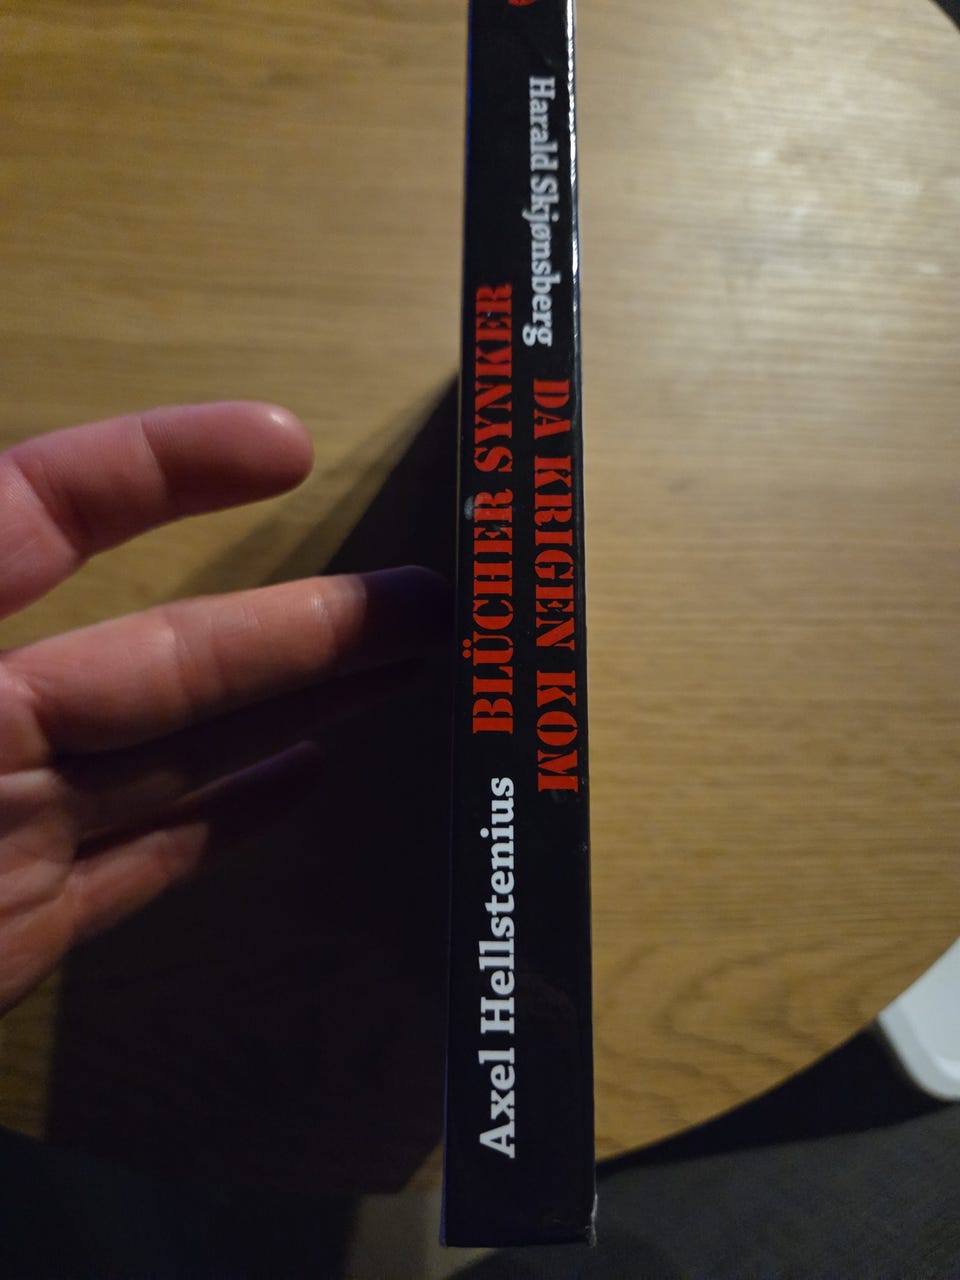 Axel Hellstenius BLÜCHER SYNKER
Harald Skjønsberg DA KRIGEN KOM